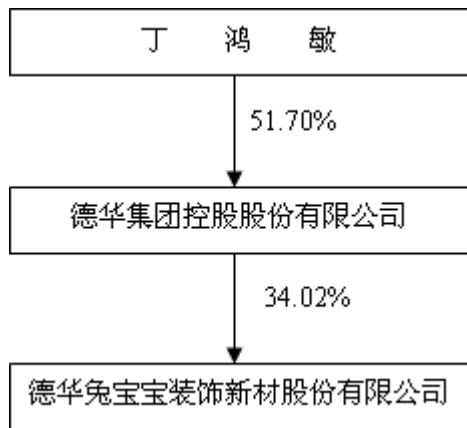 丁 鸿 敏
51.70%
德华集团控股股份有限公司
34.02%
德华兔宝宝装饰新材股份有限公司